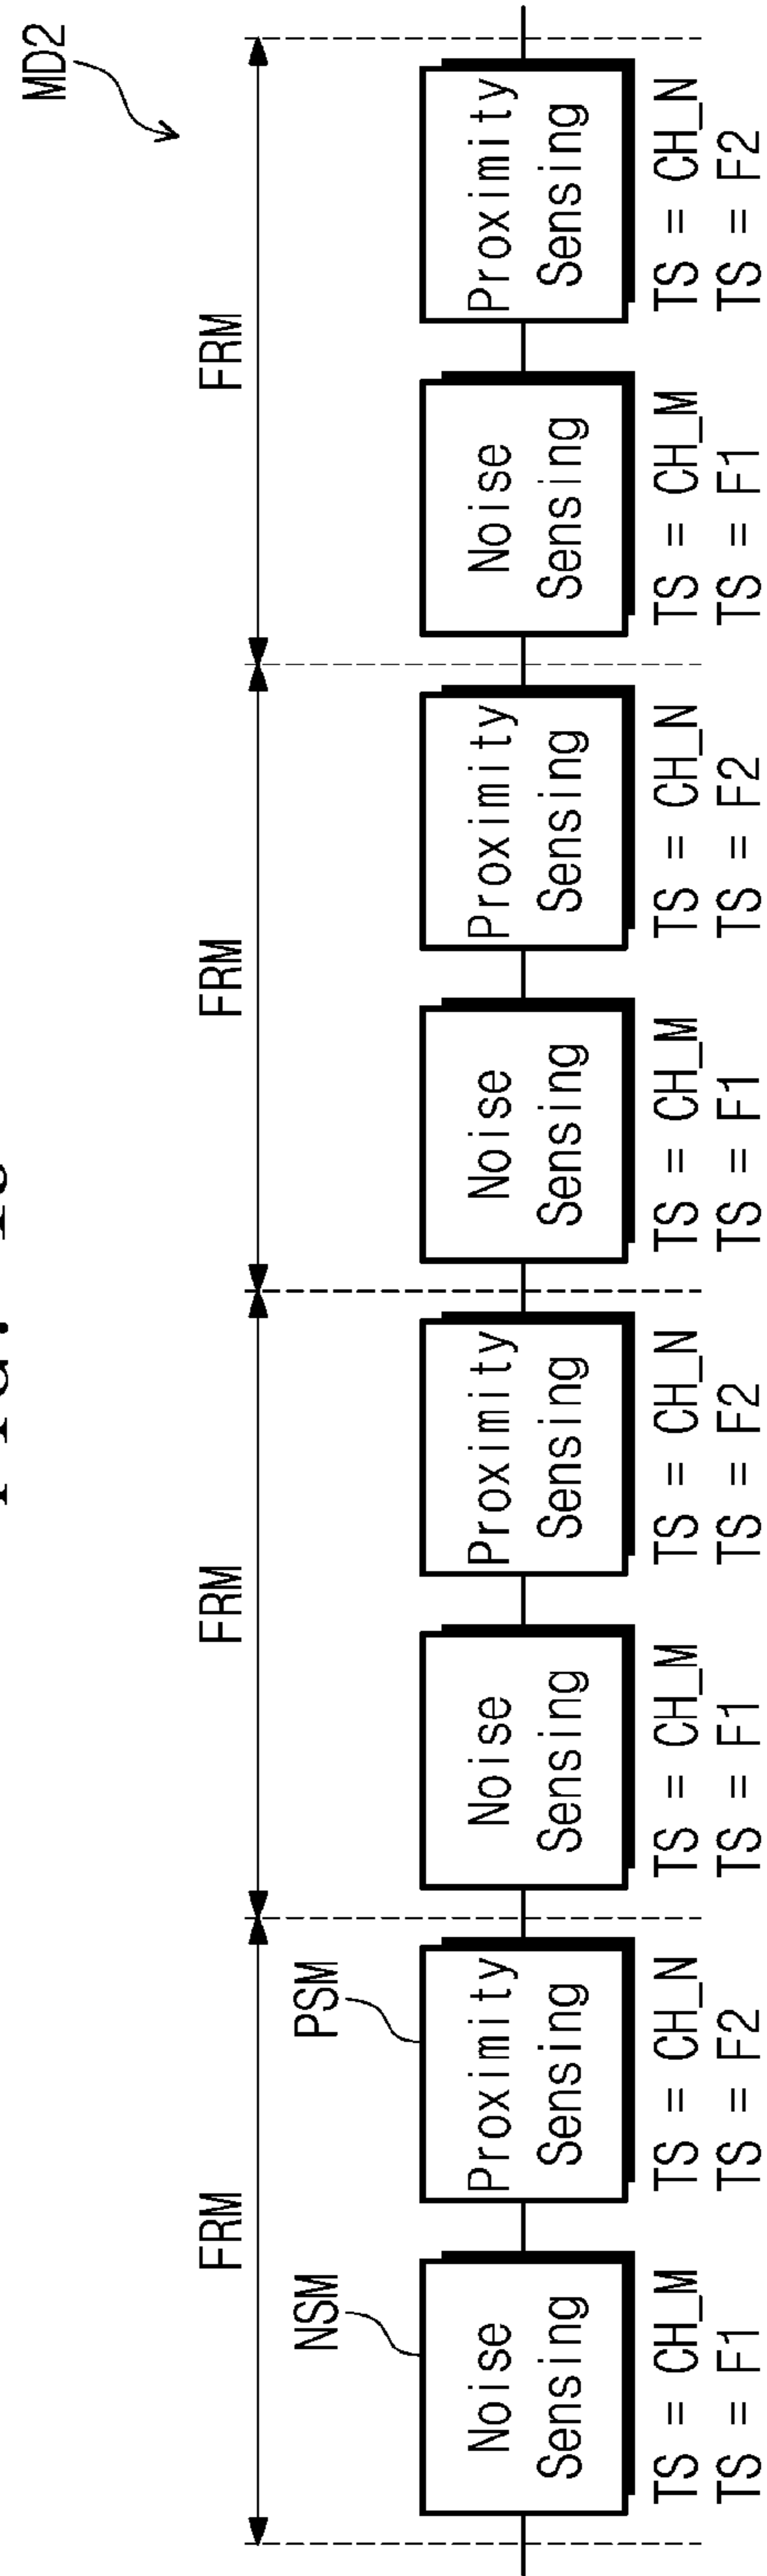 MD2
FRM
FRM
FRM
FRM
NSM
PSM
Noise
Sensing
Proximity
Sensing
Noise
Sensing
Proximity
Sensing
Noise
Sensing
Proximity
Sensing
Noise
Sensing
Proximity
Sensing
TS = CH_M
TS = F1
TS = CH_N
TS = F2
TS = CH_M
TS = F1
TS = CH_N
TS = F2
TS = CH_M
TS = F1
TS = CH_N
TS = F2
TS = CH_M
TS = F1
TS = CH_N
TS = F2